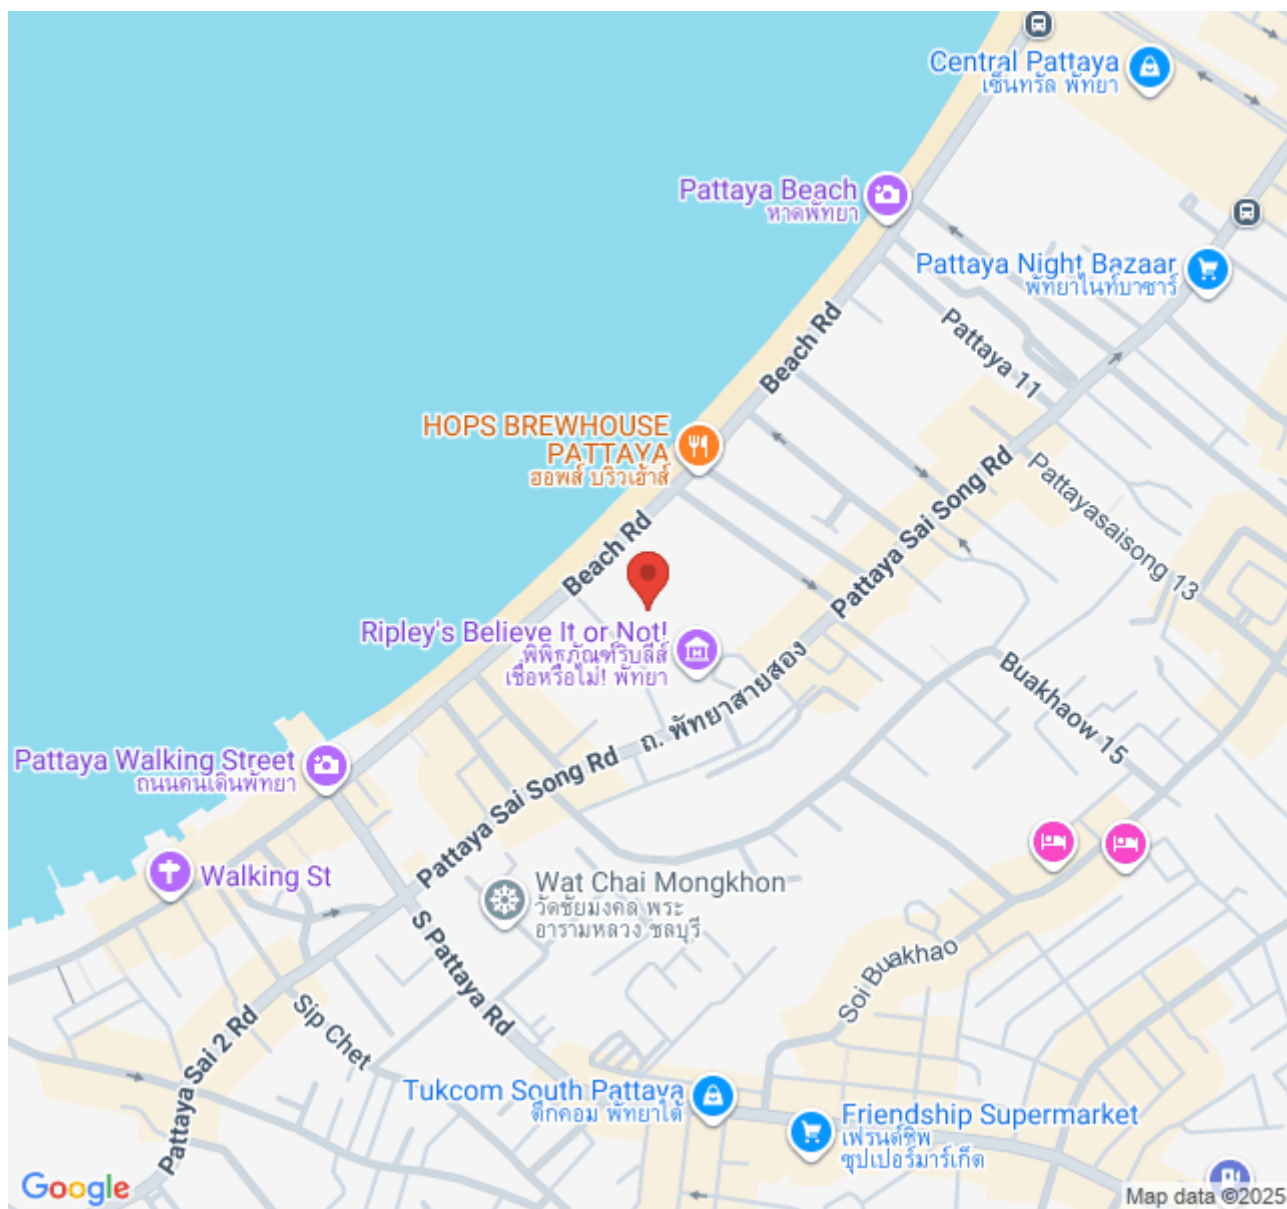 Central Pattaya
เซ็นทรัล พัทยา
Pattaya Beach
หาดพัทยา
Pattaya Night Bazaar
พัทยาไนท์บาซาร์
Beach Rd
Pattaya 11
HOPS BREWHOUSE
PATTAYA
ฮอพส์ บริวเฮ้าส์
Pattaya Sai Song Rd
Pattayasaisong 13
Beach Rd
Ripley's Believe It or Not!
พิพิธภัณฑ์ริบลีส์
เชื่อหรือไม่! พัทยา
ถ. พัทยาสายสอง
Buakhaow 15
Pattaya Walking Street
ถนนคนเดินพัทยา
Pattaya Sai Song Rd
Walking St
Wat Chai Mongkhon
วัดชัยมงคล พระ
อารามหลวง ชลบุรี
S Pattaya Rd
Soi Buakhao
Sip Chet
Pattaya Sai 2 Rd
Tukcom South Pattaya
ตึกคอม พัทยาใต้
Friendship Supermarket
เฟรนด์ชิพ
ซุปเปอร์มาร์เก็ต
Google
Map data ©2025